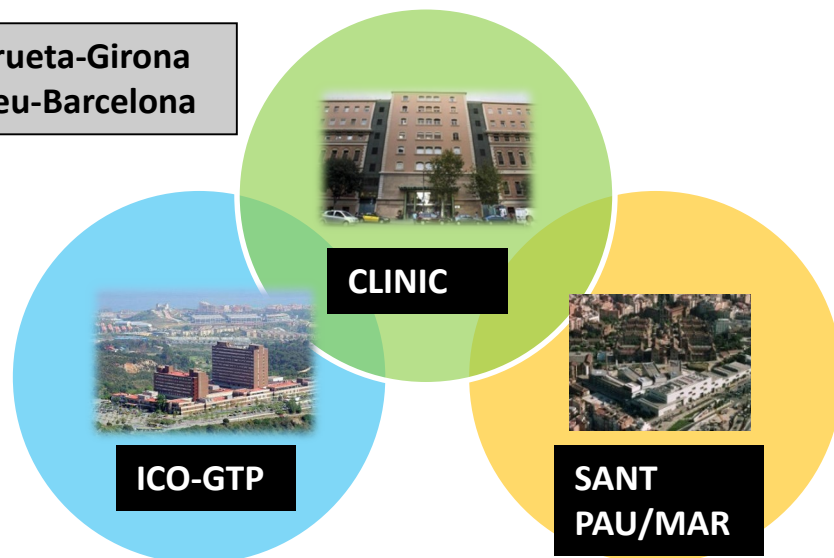 rueta-Girona
eu-Barcelona
CLINIC
ICO-GTP
SANT
PAU/MAR